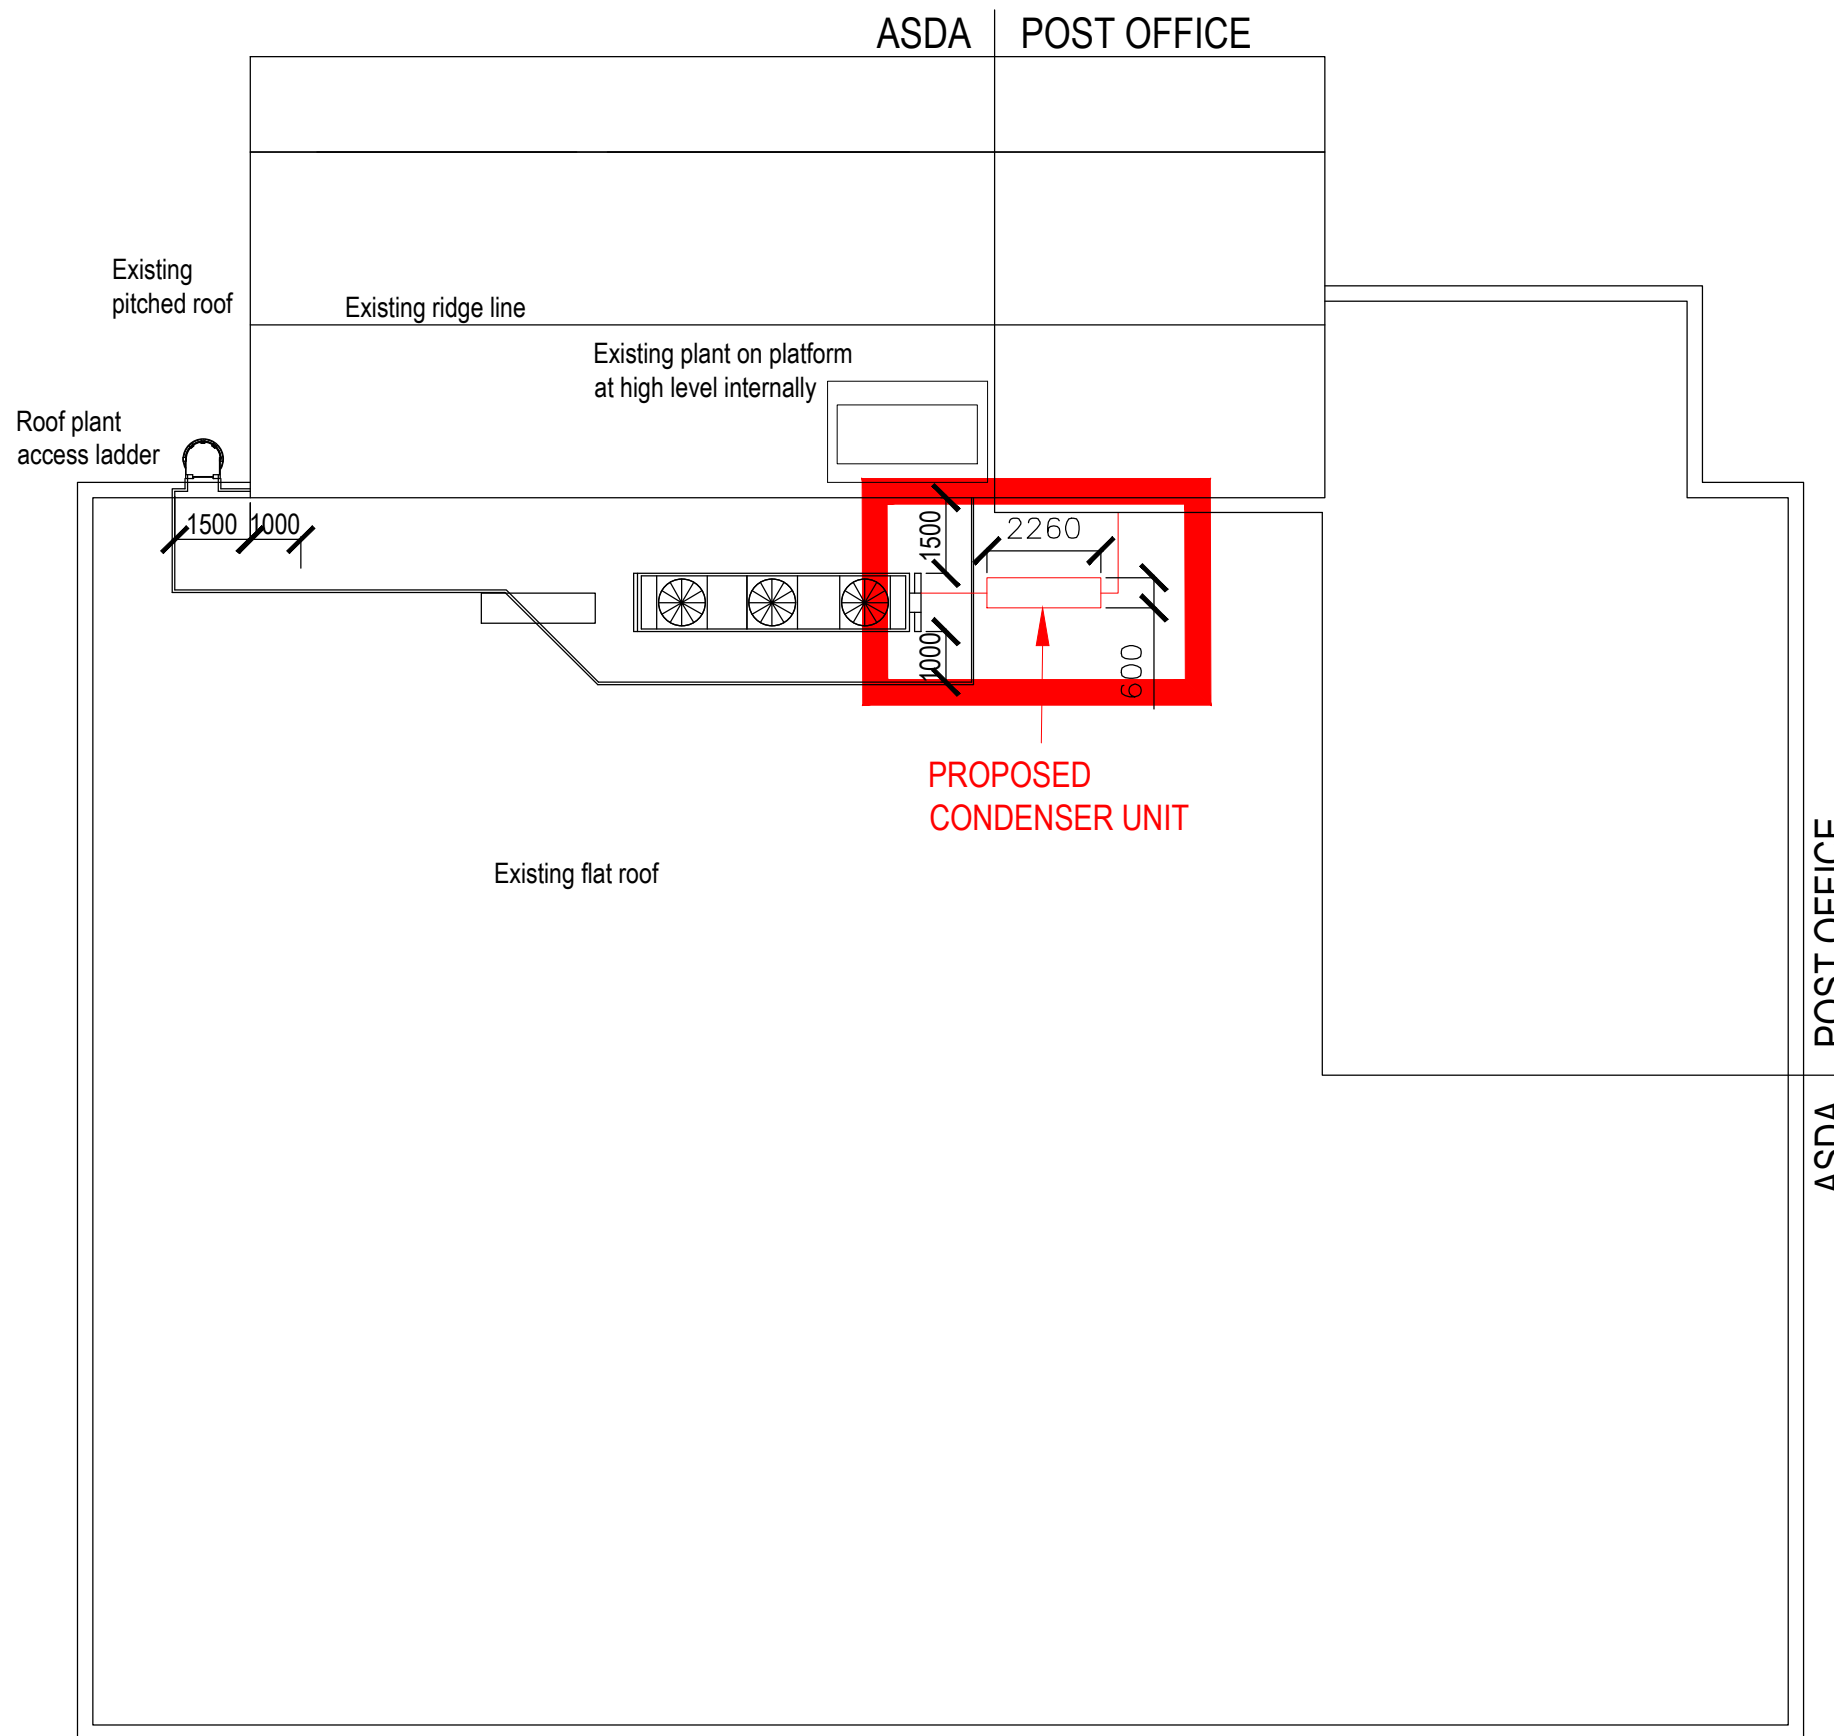 ASDA POST OFFICE
Existing
pitched roof
Existing ridge line
Existing plant on platform
at high level internally
Roof plant
access ladder
1500 1000
1500
2260
1000
600
PROPOSED
CONDENSER UNIT
Existing flat roof
POST OFFICE
ASDA